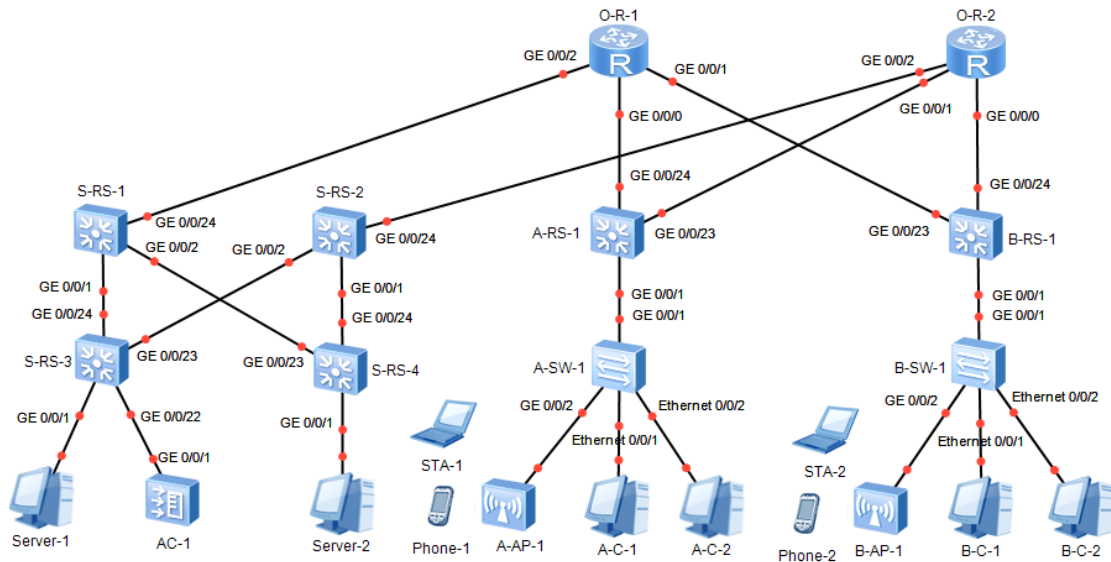 O-R-1
O-R-2
GE 0/0/2
GE 0/0/1
GE 0/0/2
R
R
GE 0/0/1
GE 0/0/0
GE 0/0/0
S-RS-1
S-RS-2
GE 0/0/24
GE 0/0/24
GE 0/0/24
GE 0/0/2
GE 0/0/2
GE 0/0/24
A-RS-1
GE 0/0/23
GE 0/0/23
B-RS-1
GE 0/0/1
GE 0/0/1
GE 0/0/1
GE 0/0/1
GE 0/0/24
GE 0/0/24
GE 0/0/1
GE 0/0/1
S-RS-3
GE 0/0/23
GE 0/0/23
S-RS-4
A-SW-1
B-SW-1
GE 0/0/1
GE 0/0/22
GE 0/0/1
GE 0/0/2
Ethernet 0/0/2
GE 0/0/2
Ethernet 0/0/2
Ethernet 0/0/1
Ethernet 0/0/1
GE 0/0/1
STA-1
STA-2
Server-1
AC-1
Server-2
Phone-1
A-AP-1
A-C-1
A-C-2
Phone-2
B-AP-1
B-C-1
B-C-2